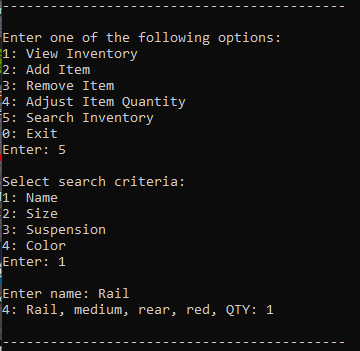 -------------------------------------------
Enter one of the following options:
1: View Inventory
2: Add Item
3: Remove Item
4: Adjust Item Quantity
5: Search Inventory
0: Exit
Enter: 5
Select search criteria:
1: Name
2: Size
3: Suspension
4: Color
Enter: 1
Enter name: Rail
4: Rail, medium, rear, red, QTY: 1
-------------------------------------------